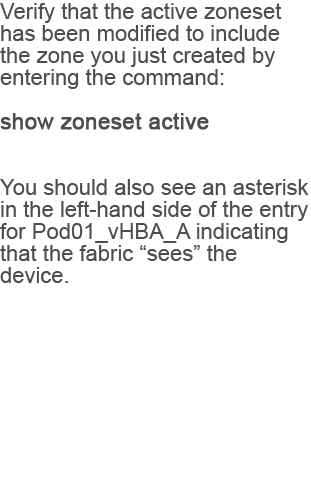 Verify that the active zoneset
has been modified to include
the zone you just created by
entering the command:
show zoneset active
You should also see an asterisk
in the left-hand side of the entry
for Pod01_vHBA_A indicating
that the fabric “sees” the
device.